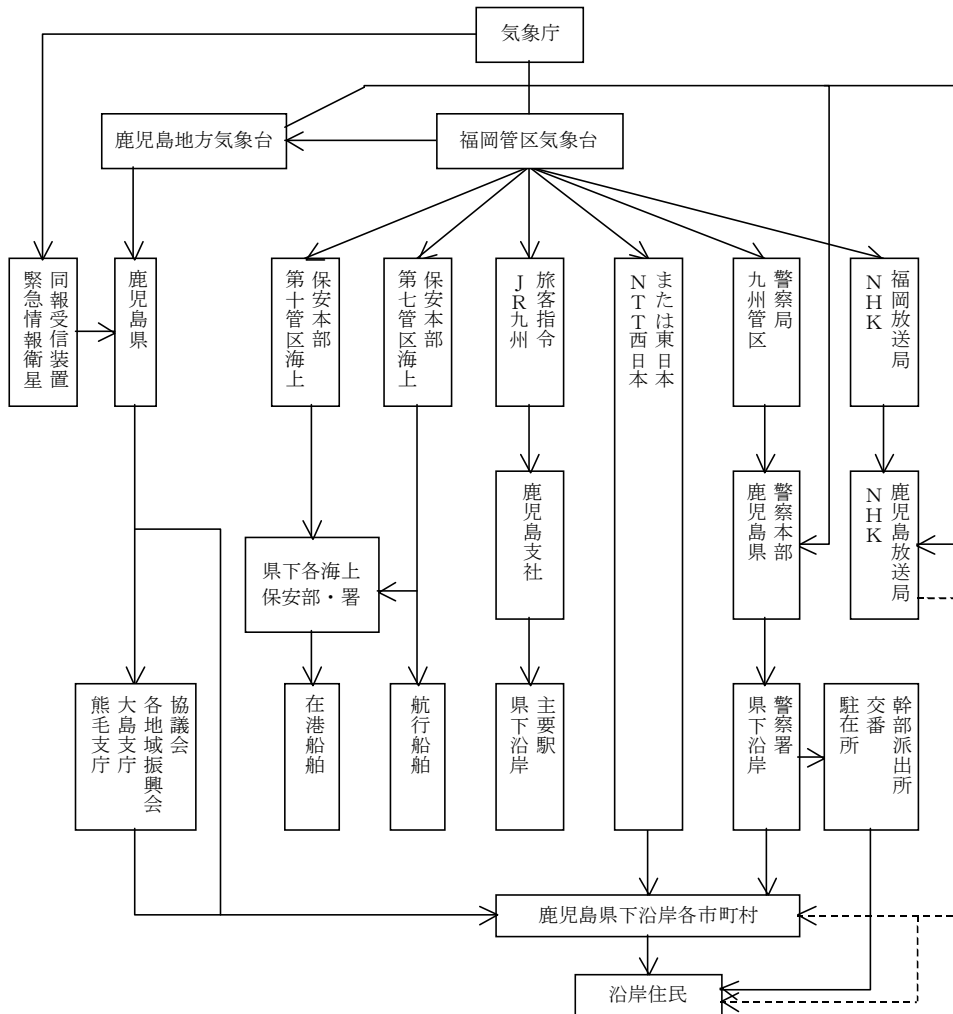 気象庁
鹿児島地方気象台
福岡管区気象台
緊急情報衛星
同報受信装置
鹿児島県
第十管区海上
保安本部
第七管区海上
保安本部
JR九州
旅客指令
NTT西日本
または東日本
九州管区
警察局
NHK
福岡放送局
鹿児島支社
鹿児島県
警察本部
NHK
鹿児島放送局
県下各海上
保安部・署
熊毛支庁
大島支庁
各地域振興会
協議会
在港船舶
航行船舶
県下沿岸
主要駅
県下沿岸
警察署
幹部派出所
交番
駐在所
鹿児島県下沿岸各市町村
沿岸住民